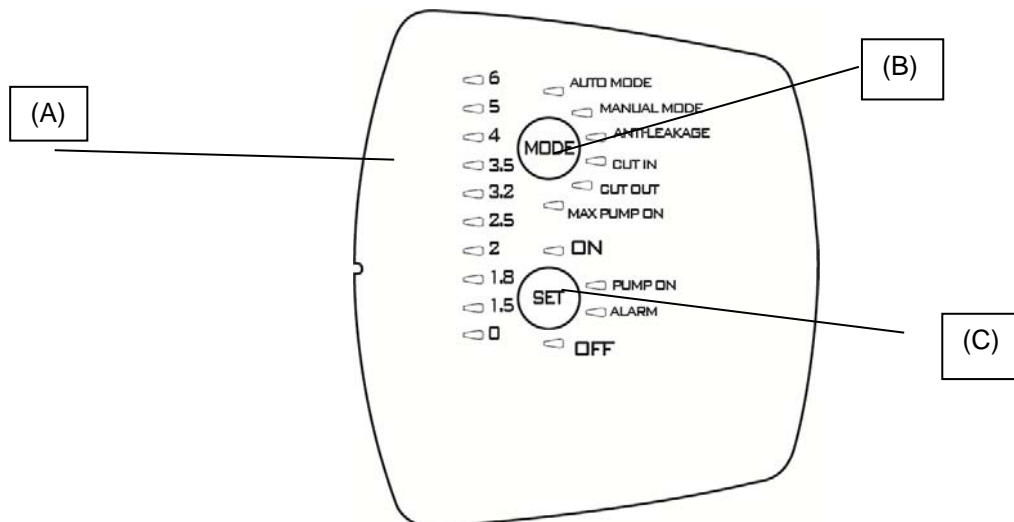 (A)
(B)
(C)
6
5
4
3.5
3.2
2.5
2
1.8
1.5
0
AUTO MODE
MANUAL MODE
ANTI-LEAKAGE
MODE
CUT IN
CUT OUT
MAX PUMP ON
ON
PUMP ON
SET
ALARM
OFF